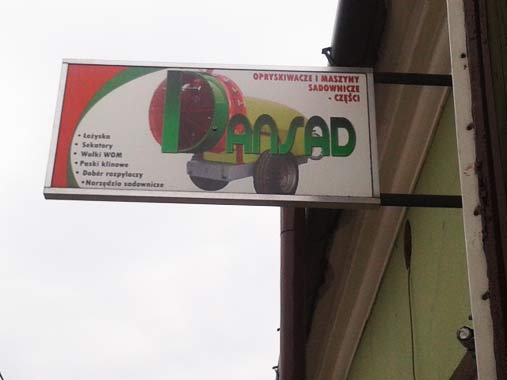 OPRYSKIWACZE I MASZYNY
SADOWNICZE
- CZĘŚCI
DANSAD
• Łożyska
• Sekatory
• Wałki WOM
• Paski klinowe
• Dobór rozpylaczy
• Narzędzia sadownicze